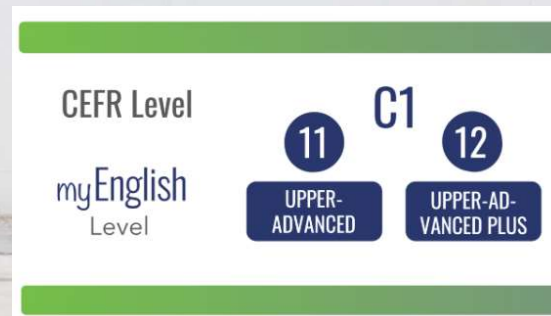 CEFR Level
C1
11
12
myEnglish
Level
UPPER-
ADVANCED
UPPER-AD-
VANCED PLUS